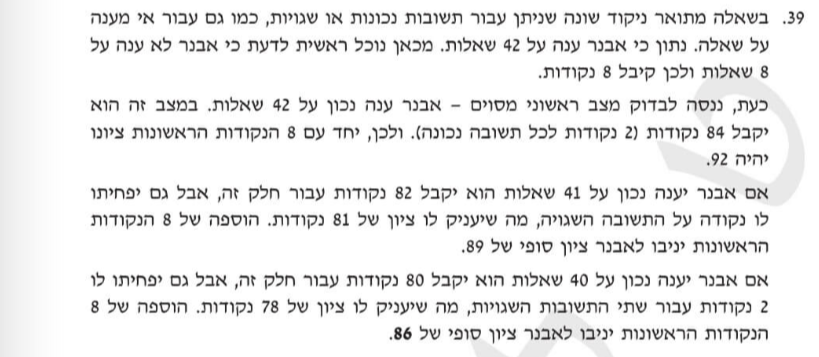 39. בשאלה מתואר ניקוד שונה שניתן עבור תשובות נכונות או שגויות, כמו גם עבור אי מענה
על שאלה. נתון כי אבנר ענה על 42 שאלות. מכאן נוכל ראשית לדעת כי אבנר לא ענה על
8 שאלות ולכן קיבל 8 נקודות.
כעת, ננסה לבדוק מצב ראשוני מסוים – אבנר ענה נכון על 42 שאלות. במצב זה הוא
יקבל 84 נקודות (2 נקודות לכל תשובה נכונה). ולכן, יחד עם 8 הנקודות הראשונות ציונו
יהיה 92.
אם אבנר יענה נכון על 41 שאלות הוא יקבל 82 נקודות עבור חלק זה, אבל גם יפחיתו
לו נקודה על התשובה השגויה, מה שיעניק לו ציון של 81 נקודות. הוספה של 8 הנקודות
הראשונות יניבו לאבנר ציון סופי של 89.
אם אבנר יענה נכון על 40 שאלות הוא יקבל 80 נקודות עבור חלק זה, אבל גם יפחיתו לו
2 נקודות עבור שתי התשובות השגויות, מה שיעניק לו ציון של 78 נקודות. הוספה של 8
הנקודות הראשונות יניבו לאבנר ציון סופי של 86.